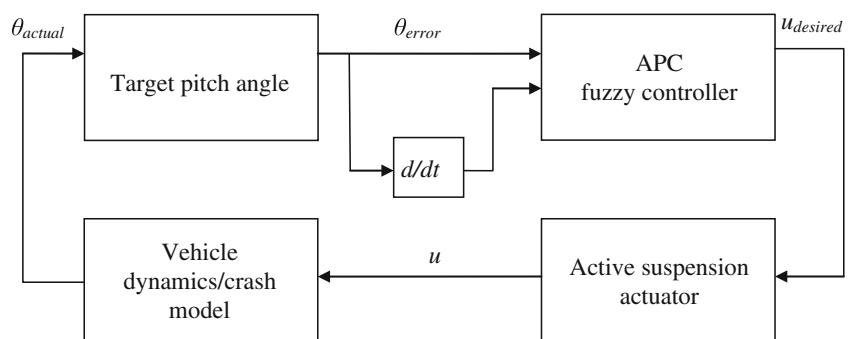 θactual
θerror
udesired
Target pitch angle
APC
fuzzy controller
d/dt
Vehicle
dynamics/crash
model
u
Active suspension
actuator